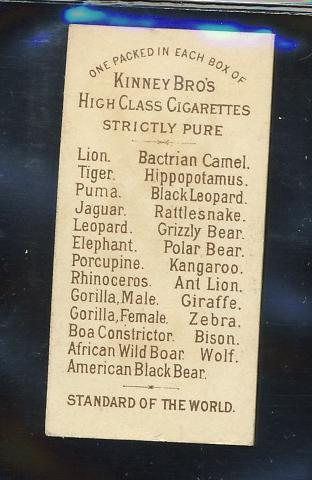 ONE PACKED IN EACH BOX OF
KINNEY BRO'S
HIGH CLASS CIGARETTES
STRICTLY PURE
Lion. Bactrian Camel.
Tiger. Hippopotamus.
Puma. Black Leopard.
Jaguar. Rattlesnake.
Leopard. Grizzly Bear.
Elephant. Polar Bear.
Porcupine. Kangaroo.
Rhinoceros. Ant Lion.
Gorilla, Male. Giraffe.
Gorilla, Female. Zebra.
Boa Constrictor. Bison.
African Wild Boar. Wolf.
American Black Bear.
STANDARD OF THE WORLD.